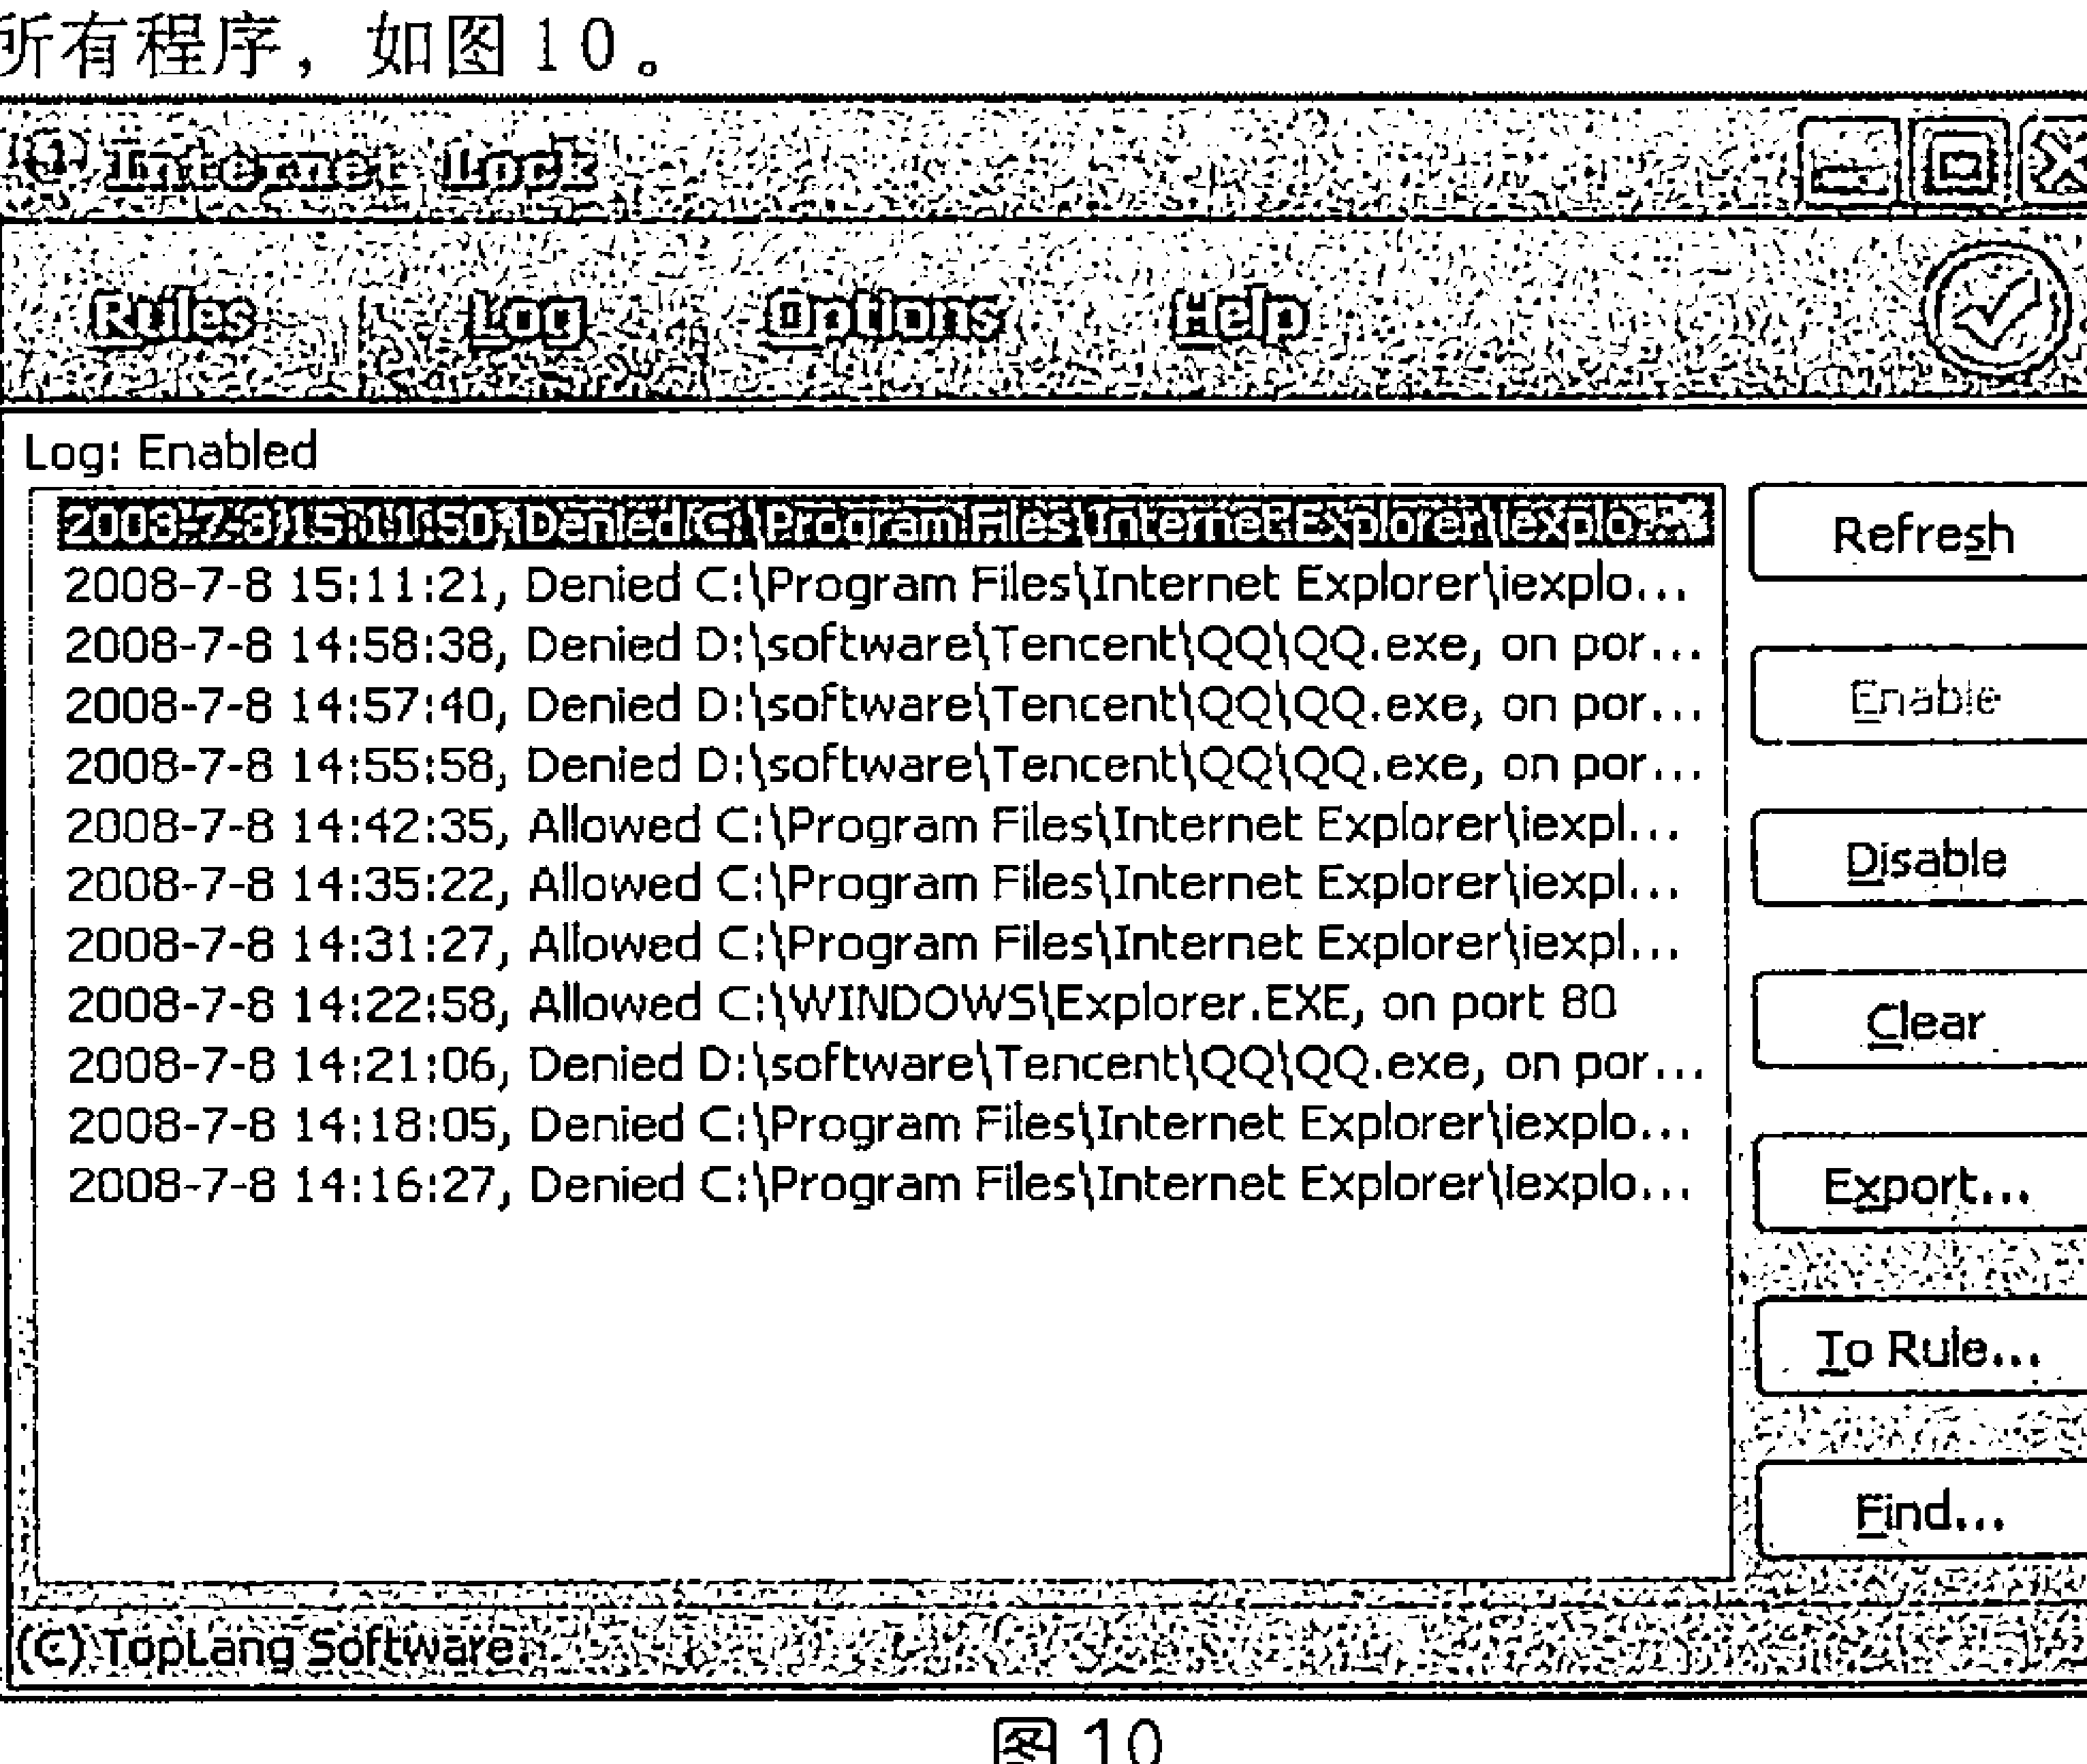 所有程序，如图10。
Internet Lock
Rules Log Options Help
Log: Enabled
2008-7-8 15:11:50, Denied C:\Program Files\Internet Explorer\iexplo...
2008-7-8 15:11:21, Denied C:\Program Files\Internet Explorer\iexplo...
2008-7-8 14:58:38, Denied D:\software\Tencent\QQ\QQ.exe, on por...
2008-7-8 14:57:40, Denied D:\software\Tencent\QQ\QQ.exe, on por...
2008-7-8 14:55:58, Denied D:\software\Tencent\QQ\QQ.exe, on por...
2008-7-8 14:42:35, Allowed C:\Program Files\Internet Explorer\iexpl...
2008-7-8 14:35:22, Allowed C:\Program Files\Internet Explorer\iexpl...
2008-7-8 14:31:27, Allowed C:\Program Files\Internet Explorer\iexpl...
2008-7-8 14:22:58, Allowed C:\WINDOWS\Explorer.EXE, on port 80
2008-7-8 14:21:06, Denied D:\software\Tencent\QQ\QQ.exe, on por...
2008-7-8 14:18:05, Denied C:\Program Files\Internet Explorer\iexplo...
2008-7-8 14:16:27, Denied C:\Program Files\Internet Explorer\iexplo...
Refresh
Enable
Disable
Clear
Export...
To Rule...
Find...
(C) TopLang Software.
图 10